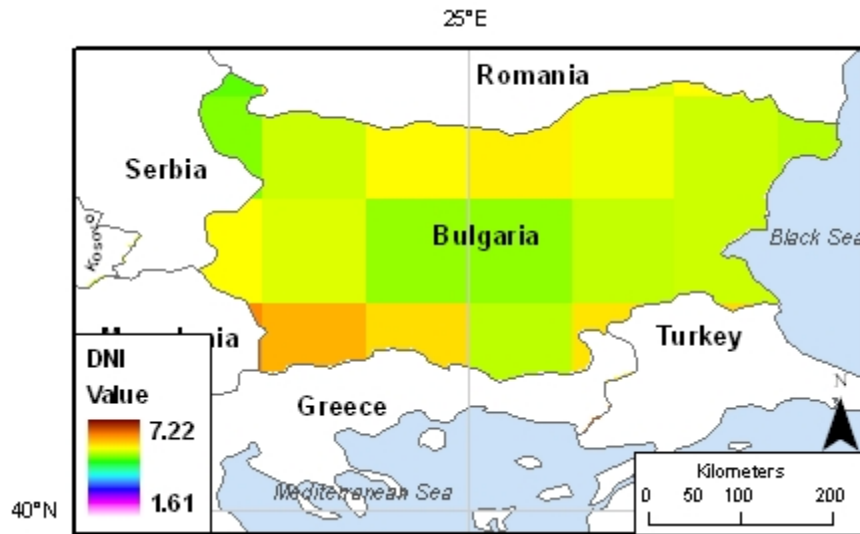 25°E
Romania
Serbia
Kosovo
Bulgaria
Black Sea
Turkey
DNI
Value
7.22
1.61
Greece
N
Mediterranean Sea
40°N
Kilometers
0 50 100 200